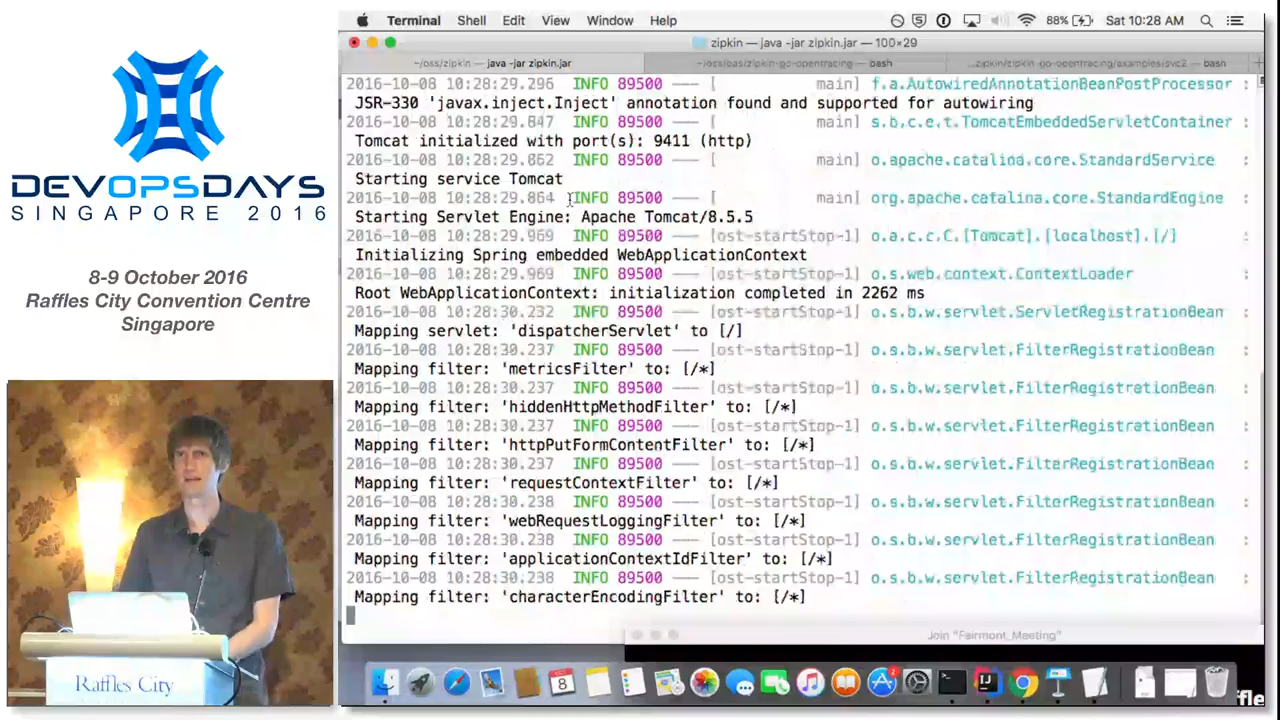 DEVOPSDAYS
SINGAPORE 2016
8-9 October 2016
Raffles City Convention Centre
Singapore
Raffles City
Terminal Shell Edit View Window Help
88% Sat 10:28 AM
zipkin — java -jar zipkin.jar — 100×29
~/oss/zipkin — java -jar zipkin.jar
2016-10-08 10:28:29.296 INFO 89500 --- [ main] f.a.AutowiredAnnotationBeanPostProcessor :
JSR-330 'javax.inject.Inject' annotation found and supported for autowiring
2016-10-08 10:28:29.847 INFO 89500 --- [ main] s.b.c.e.t.TomcatEmbeddedServletContainer :
Tomcat initialized with port(s): 9411 (http)
2016-10-08 10:28:29.862 INFO 89500 --- [ main] o.apache.catalina.core.StandardService :
Starting service Tomcat
2016-10-08 10:28:29.864 INFO 89500 --- [ main] org.apache.catalina.core.StandardEngine :
Starting Servlet Engine: Apache Tomcat/8.5.5
2016-10-08 10:28:29.969 INFO 89500 --- [ost-startStop-1] o.a.c.c.C.[Tomcat].[localhost].[/] :
Initializing Spring embedded WebApplicationContext
2016-10-08 10:28:29.969 INFO 89500 --- [ost-startStop-1] o.s.web.context.ContextLoader :
Root WebApplicationContext: initialization completed in 2262 ms
2016-10-08 10:28:30.232 INFO 89500 --- [ost-startStop-1] o.s.b.w.servlet.ServletRegistrationBean :
Mapping servlet: 'dispatcherServlet' to [/]
2016-10-08 10:28:30.237 INFO 89500 --- [ost-startStop-1] o.s.b.w.servlet.FilterRegistrationBean :
Mapping filter: 'metricsFilter' to: [/*]
2016-10-08 10:28:30.237 INFO 89500 --- [ost-startStop-1] o.s.b.w.servlet.FilterRegistrationBean :
Mapping filter: 'hiddenHttpMethodFilter' to: [/*]
2016-10-08 10:28:30.237 INFO 89500 --- [ost-startStop-1] o.s.b.w.servlet.FilterRegistrationBean :
Mapping filter: 'httpPutFormContentFilter' to: [/*]
2016-10-08 10:28:30.237 INFO 89500 --- [ost-startStop-1] o.s.b.w.servlet.FilterRegistrationBean :
Mapping filter: 'requestContextFilter' to: [/*]
2016-10-08 10:28:30.238 INFO 89500 --- [ost-startStop-1] o.s.b.w.servlet.FilterRegistrationBean :
Mapping filter: 'webRequestLoggingFilter' to: [/*]
2016-10-08 10:28:30.238 INFO 89500 --- [ost-startStop-1] o.s.b.w.servlet.FilterRegistrationBean :
Mapping filter: 'applicationContextIdFilter' to: [/*]
2016-10-08 10:28:30.238 INFO 89500 --- [ost-startStop-1] o.s.b.w.servlet.FilterRegistrationBean :
Mapping filter: 'characterEncodingFilter' to: [/*]
Join "Fairmont_Meeting"
8